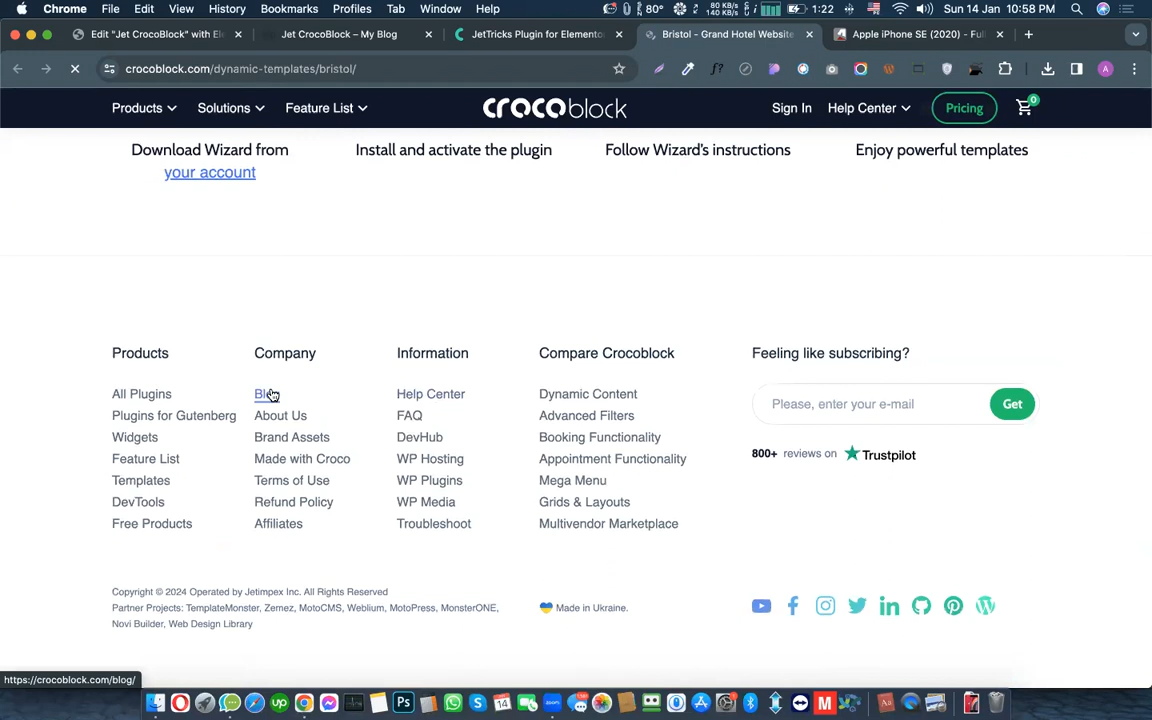 Chrome File Edit View History Bookmarks Profiles Tab Window Help 80° 80 KB/s 140 KB/s 1:22 Sun 14 Jan 10:58 PM
Edit "Jet CrocoBlock" with Ele
Jet CrocoBlock – My Blog
JetTricks Plugin for Elemento
Bristol - Grand Hotel Website
Apple iPhone SE (2020) - Full
crocoblock.com/dynamic-templates/bristol/
Products Solutions Feature List crocoblock Sign In Help Center Pricing 0
Download Wizard from
your account
Install and activate the plugin
Follow Wizard's instructions
Enjoy powerful templates
Products
All Plugins
Plugins for Gutenberg
Widgets
Feature List
Templates
DevTools
Free Products
Company
About Us
Brand Assets
Made with Croco
Terms of Use
Refund Policy
Affiliates
Information
Help Center
FAQ
DevHub
WP Hosting
WP Plugins
WP Media
Troubleshoot
Compare Crocoblock
Dynamic Content
Advanced Filters
Booking Functionality
Appointment Functionality
Mega Menu
Grids & Layouts
Multivendor Marketplace
Feeling like subscribing?
Please, enter your e-mail Get
800+ reviews on Trustpilot
Copyright © 2024 Operated by Jetimpex Inc. All Rights Reserved
Partner Projects: TemplateMonster, Zemez, MotoCMS, Weblium, MotoPress, MonsterONE,
Novi Builder, Web Design Library
Made in Ukraine.
https://crocoblock.com/blog/